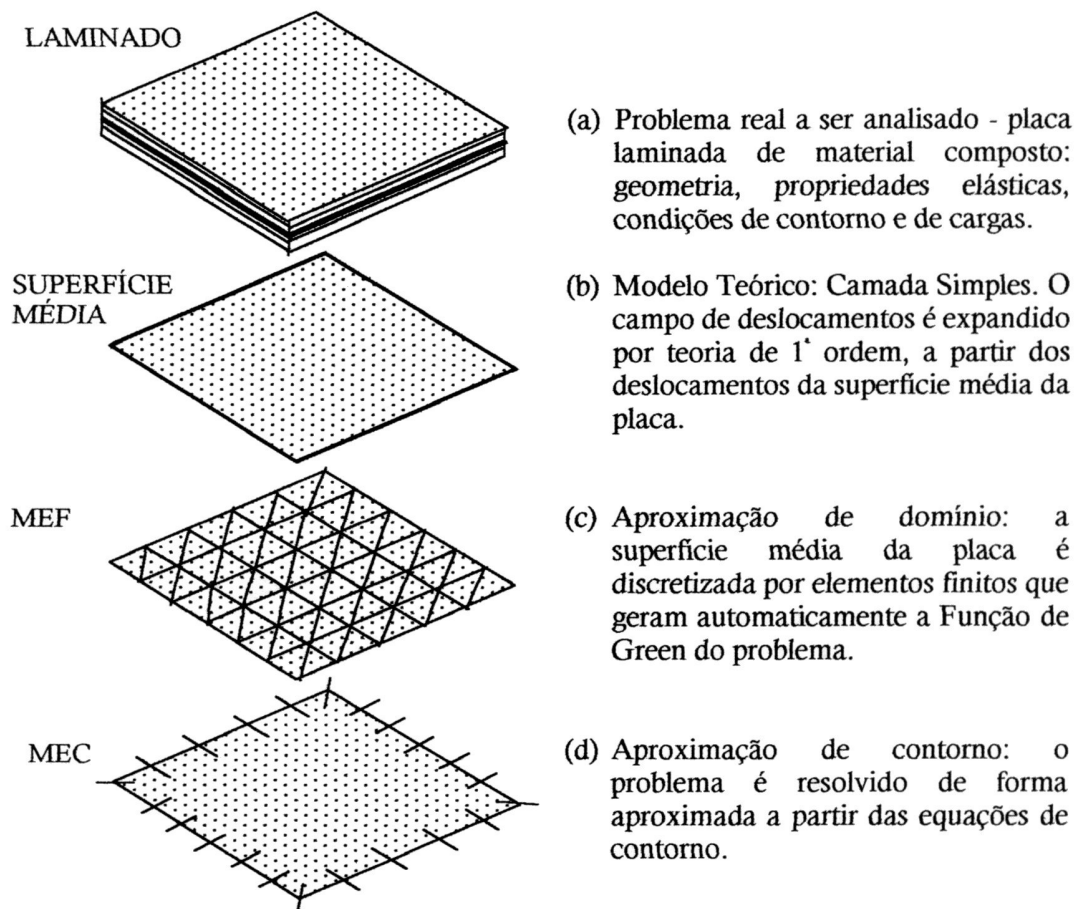 LAMINADO
(a) Problema real a ser analisado - placa
laminada de material composto:
geometria, propriedades elásticas,
condições de contorno e de cargas.
SUPERFÍCIE
MÉDIA
(b) Modelo Teórico: Camada Simples. O
campo de deslocamentos é expandido
por teoria de 1ª ordem, a partir dos
deslocamentos da superfície média da
placa.
MEF
(c) Aproximação de domínio: a
superfície média da placa é
discretizada por elementos finitos que
geram automaticamente a Função de
Green do problema.
MEC
(d) Aproximação de contorno: o
problema é resolvido de forma
aproximada a partir das equações de
contorno.